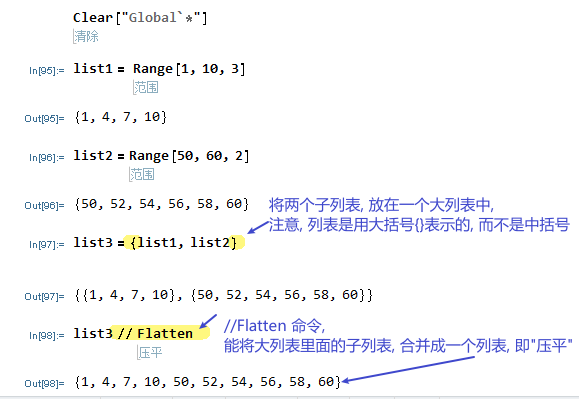 Clear["Global`*"]
清除
In[95]:= list1 = Range[1, 10, 3]
范围
Out[95]= {1, 4, 7, 10}
In[96]:= list2 = Range[50, 60, 2]
范围
Out[96]= {50, 52, 54, 56, 58, 60}
将两个子列表, 放在一个大列表中,
注意, 列表是用大括号{}表示的, 而不是中括号
In[97]:= list3 = {list1, list2}
Out[97]= {{1, 4, 7, 10}, {50, 52, 54, 56, 58, 60}}
//Flatten 命令,
In[98]:= list3 // Flatten
能将大列表里面的子列表, 合并成一个列表, 即"压平"
压平
Out[98]= {1, 4, 7, 10, 50, 52, 54, 56, 58, 60}